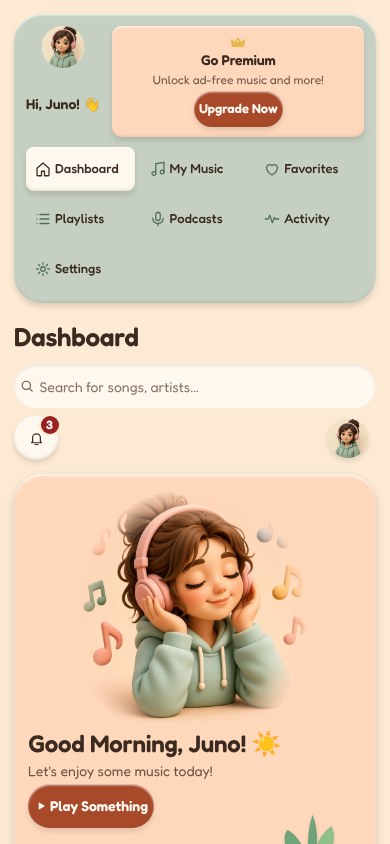 Hi, Juno! 👋
Go Premium
Unlock ad-free music and more!
Upgrade Now
Dashboard
My Music
Favorites
Playlists
Podcasts
Activity
Settings
Dashboard
Search for songs, artists...
3
Good Morning, Juno! ☀️
Let's enjoy some music today!
Play Something